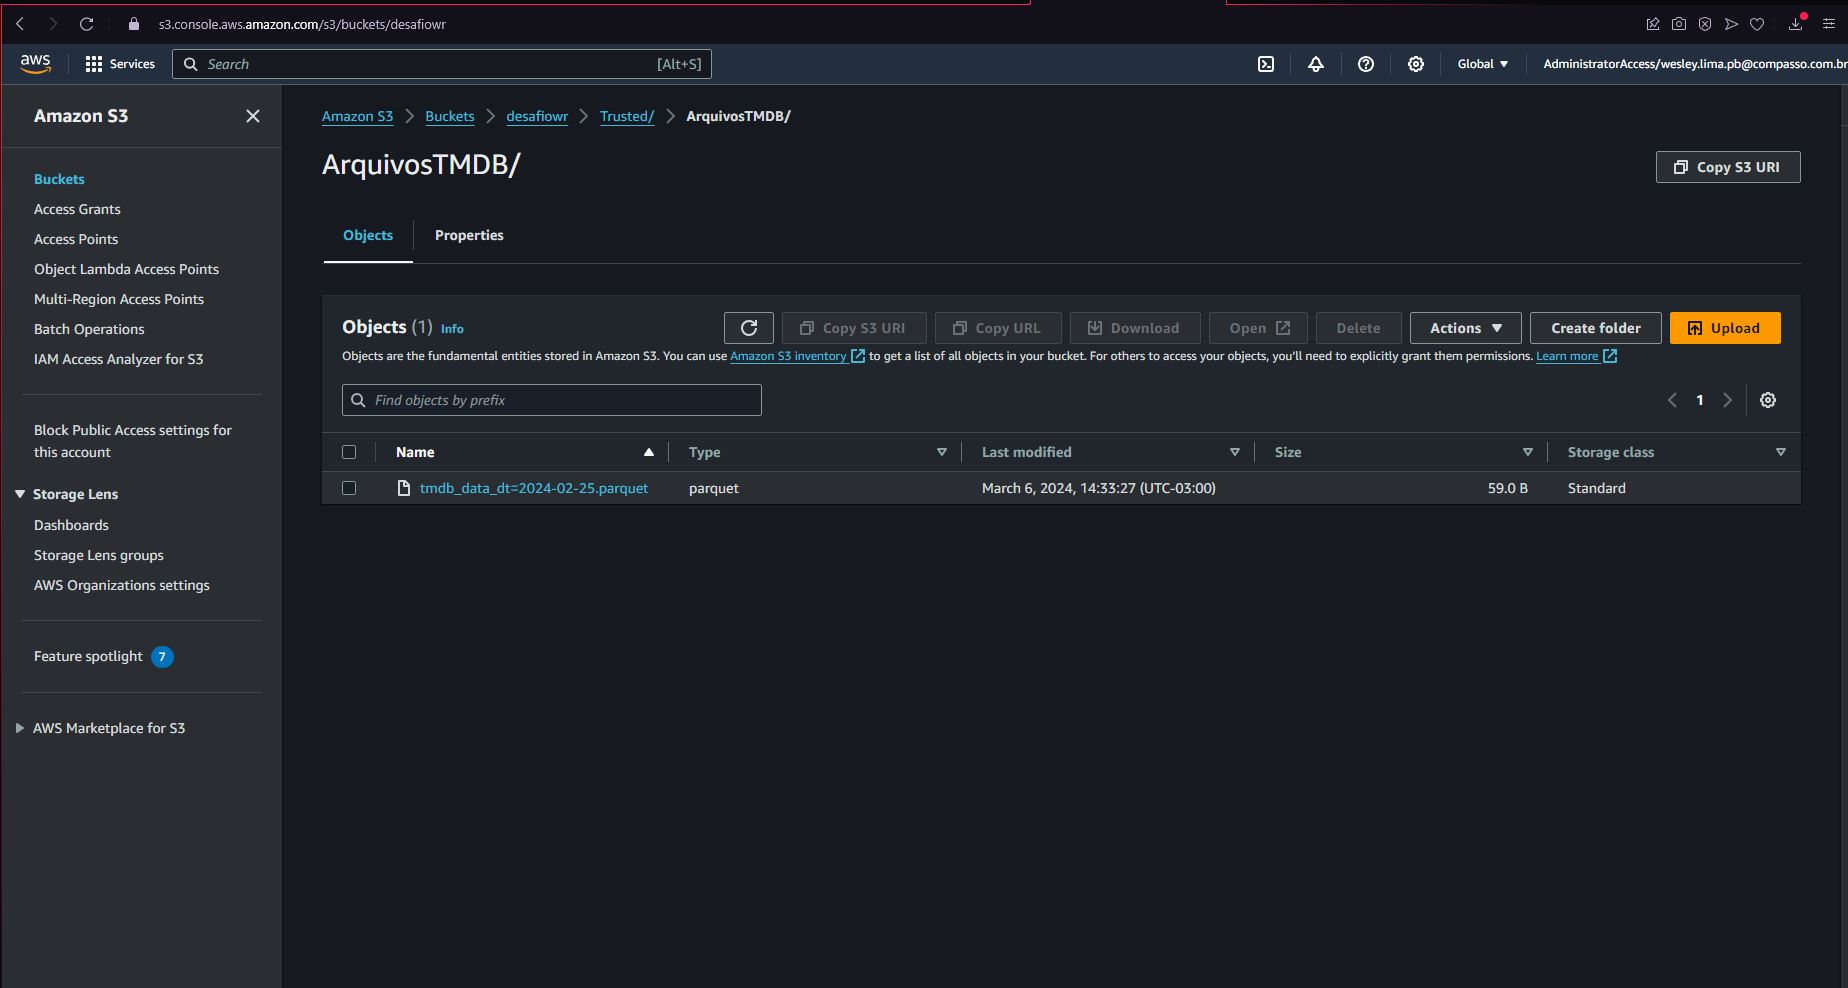 s3.console.aws.amazon.com/s3/buckets/desafiowr
aws Services Search [Alt+S] Global AdministratorAccess/wesley.lima.pb@compasso.com.br
Amazon S3
Buckets
Access Grants
Access Points
Object Lambda Access Points
Multi-Region Access Points
Batch Operations
IAM Access Analyzer for S3
Block Public Access settings for
this account
Storage Lens
Dashboards
Storage Lens groups
AWS Organizations settings
Feature spotlight 7
AWS Marketplace for S3
Amazon S3 Buckets desafiowr Trusted/ ArquivosTMDB/
ArquivosTMDB/
Copy S3 URI
Objects Properties
Objects (1) Info
Copy S3 URI Copy URL Download Open Delete Actions Create folder Upload
Objects are the fundamental entities stored in Amazon S3. You can use Amazon S3 inventory to get a list of all objects in your bucket. For others to access your objects, you'll need to explicitly grant them permissions. Learn more
Find objects by prefix
1
Name Type Last modified Size Storage class
tmdb_data_dt=2024-02-25.parquet parquet March 6, 2024, 14:33:27 (UTC-03:00) 59.0 B Standard